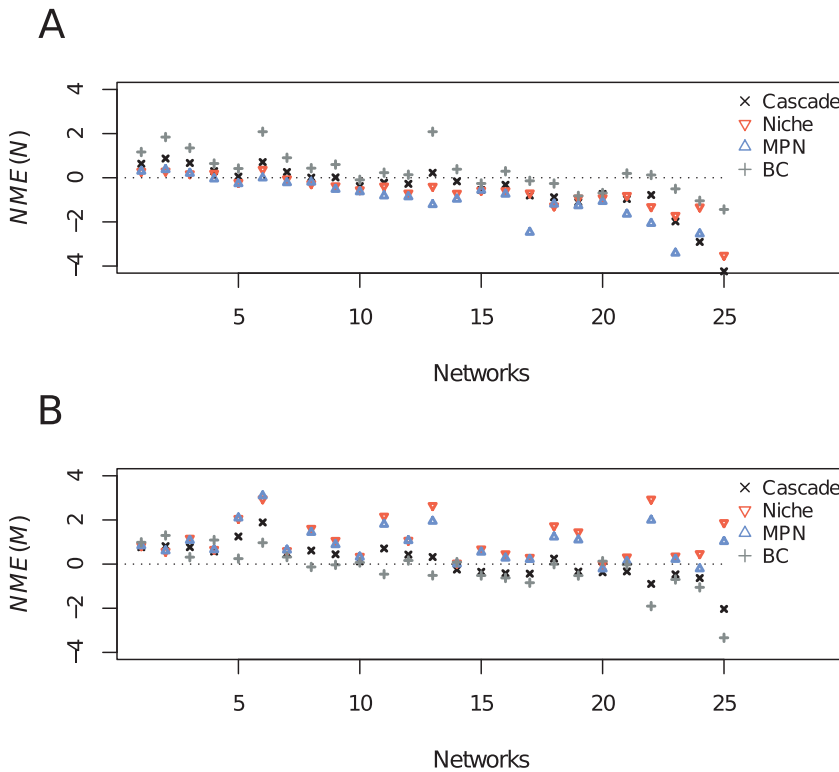 A
4
2
0
−2
−4
NME (N)
Cascade
Niche
MPN
BC
5
10
15
20
25
Networks
B
4
2
0
−2
−4
NME (M)
Cascade
Niche
MPN
BC
5
10
15
20
25
Networks